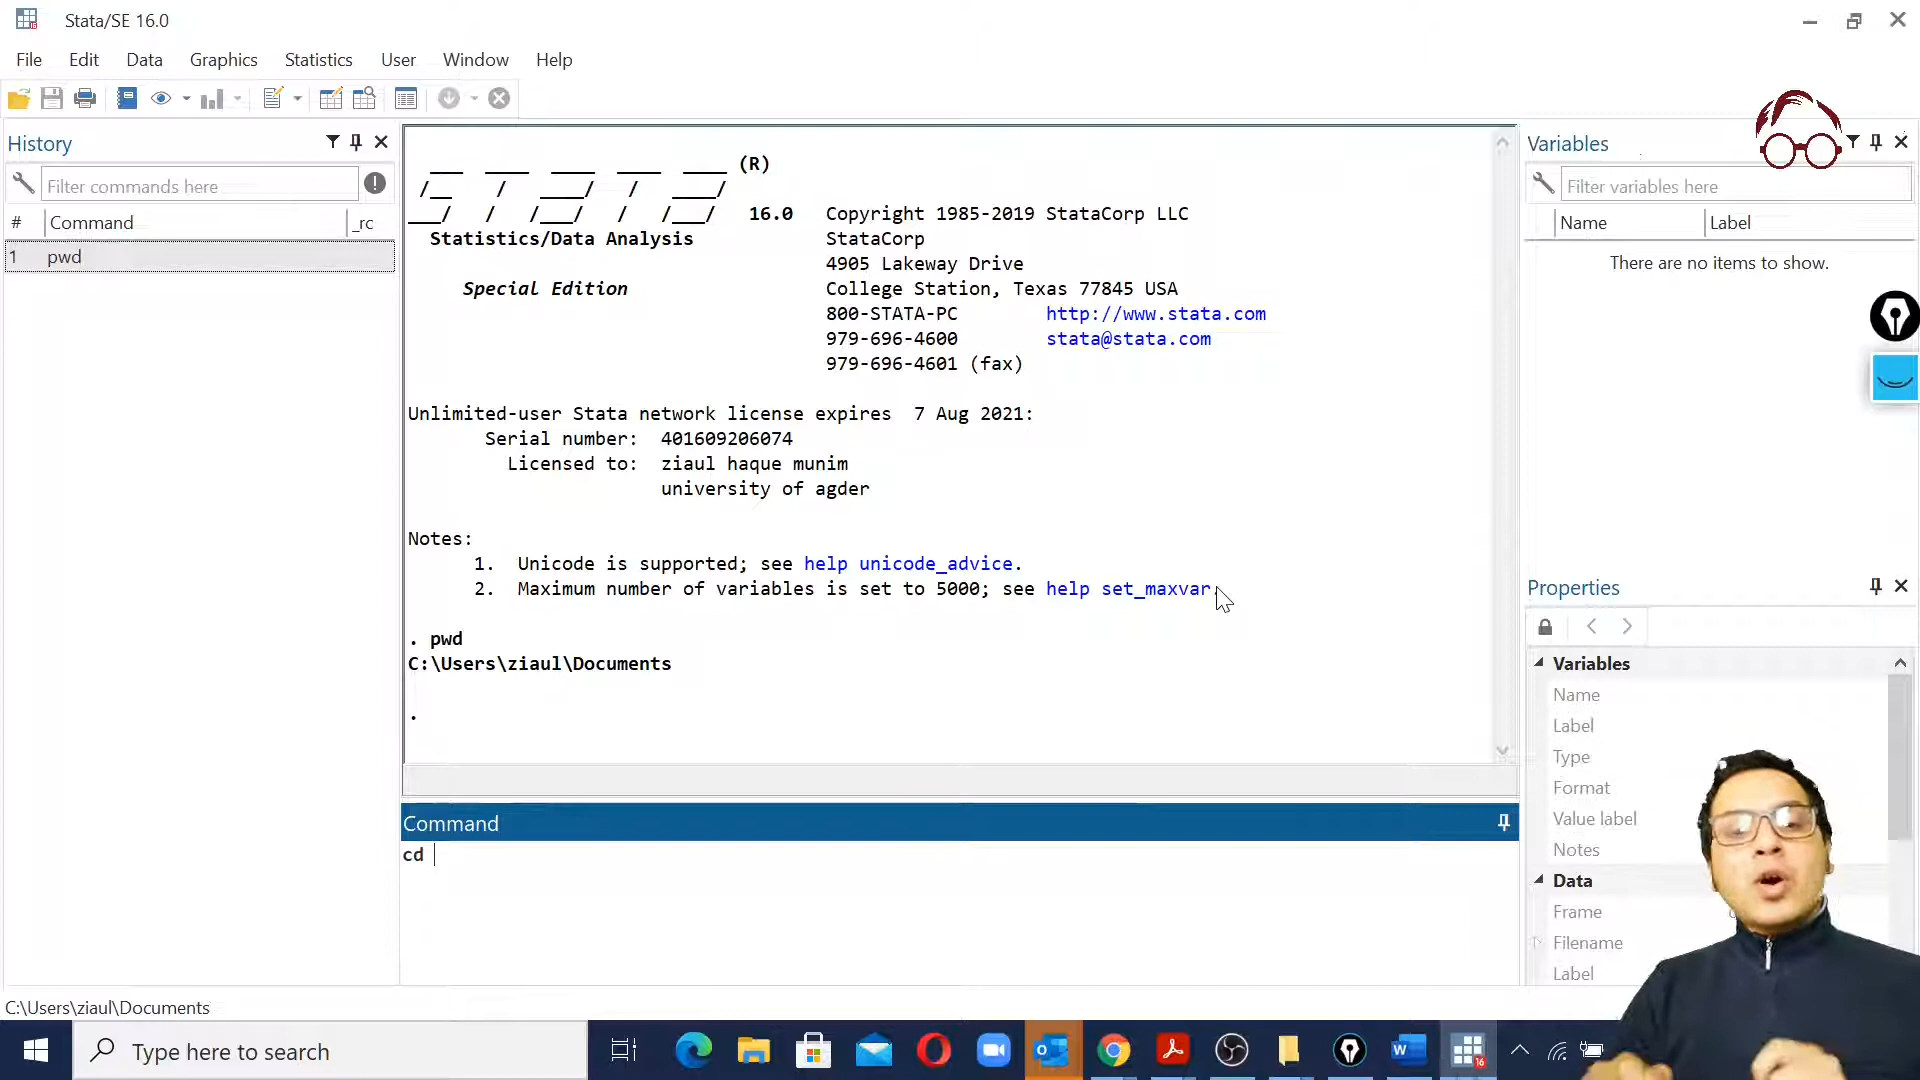 Stata/SE 16.0
File Edit Data Graphics Statistics User Window Help
History
Filter commands here
# Command _rc
1 pwd
(R)
16.0 Copyright 1985-2019 StataCorp LLC
Statistics/Data Analysis StataCorp
4905 Lakeway Drive
Special Edition College Station, Texas 77845 USA
800-STATA-PC http://www.stata.com
979-696-4600 stata@stata.com
979-696-4601 (fax)
Unlimited-user Stata network license expires 7 Aug 2021:
Serial number: 401609206074
Licensed to: ziaul haque munim
university of agder
Notes:
1. Unicode is supported; see help unicode_advice.
2. Maximum number of variables is set to 5000; see help set_maxvar.
. pwd
C:\Users\ziaul\Documents
.
Command
cd
Variables
Filter variables here
Name Label
There are no items to show.
Properties
Variables
Name
Label
Type
Format
Value label
Notes
Data
Frame
Filename
Label
C:\Users\ziaul\Documents
Type here to search
16